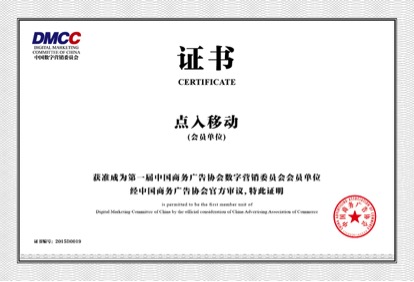 DMCC
DIGITAL MARKETING
COMMITTEE OF CHINA
中国数字营销委员会
证书
CERTIFICATE
点入移动
(会员单位)
获准成为第一届中国商务广告协会数字营销委员会会员单位
经中国商务广告协会官方审议，特此证明
is permitted to be the first member unit of
Digital Marketing Committee of China by the official consideration of China Advertising Association of Commerce
证书编号：201550010